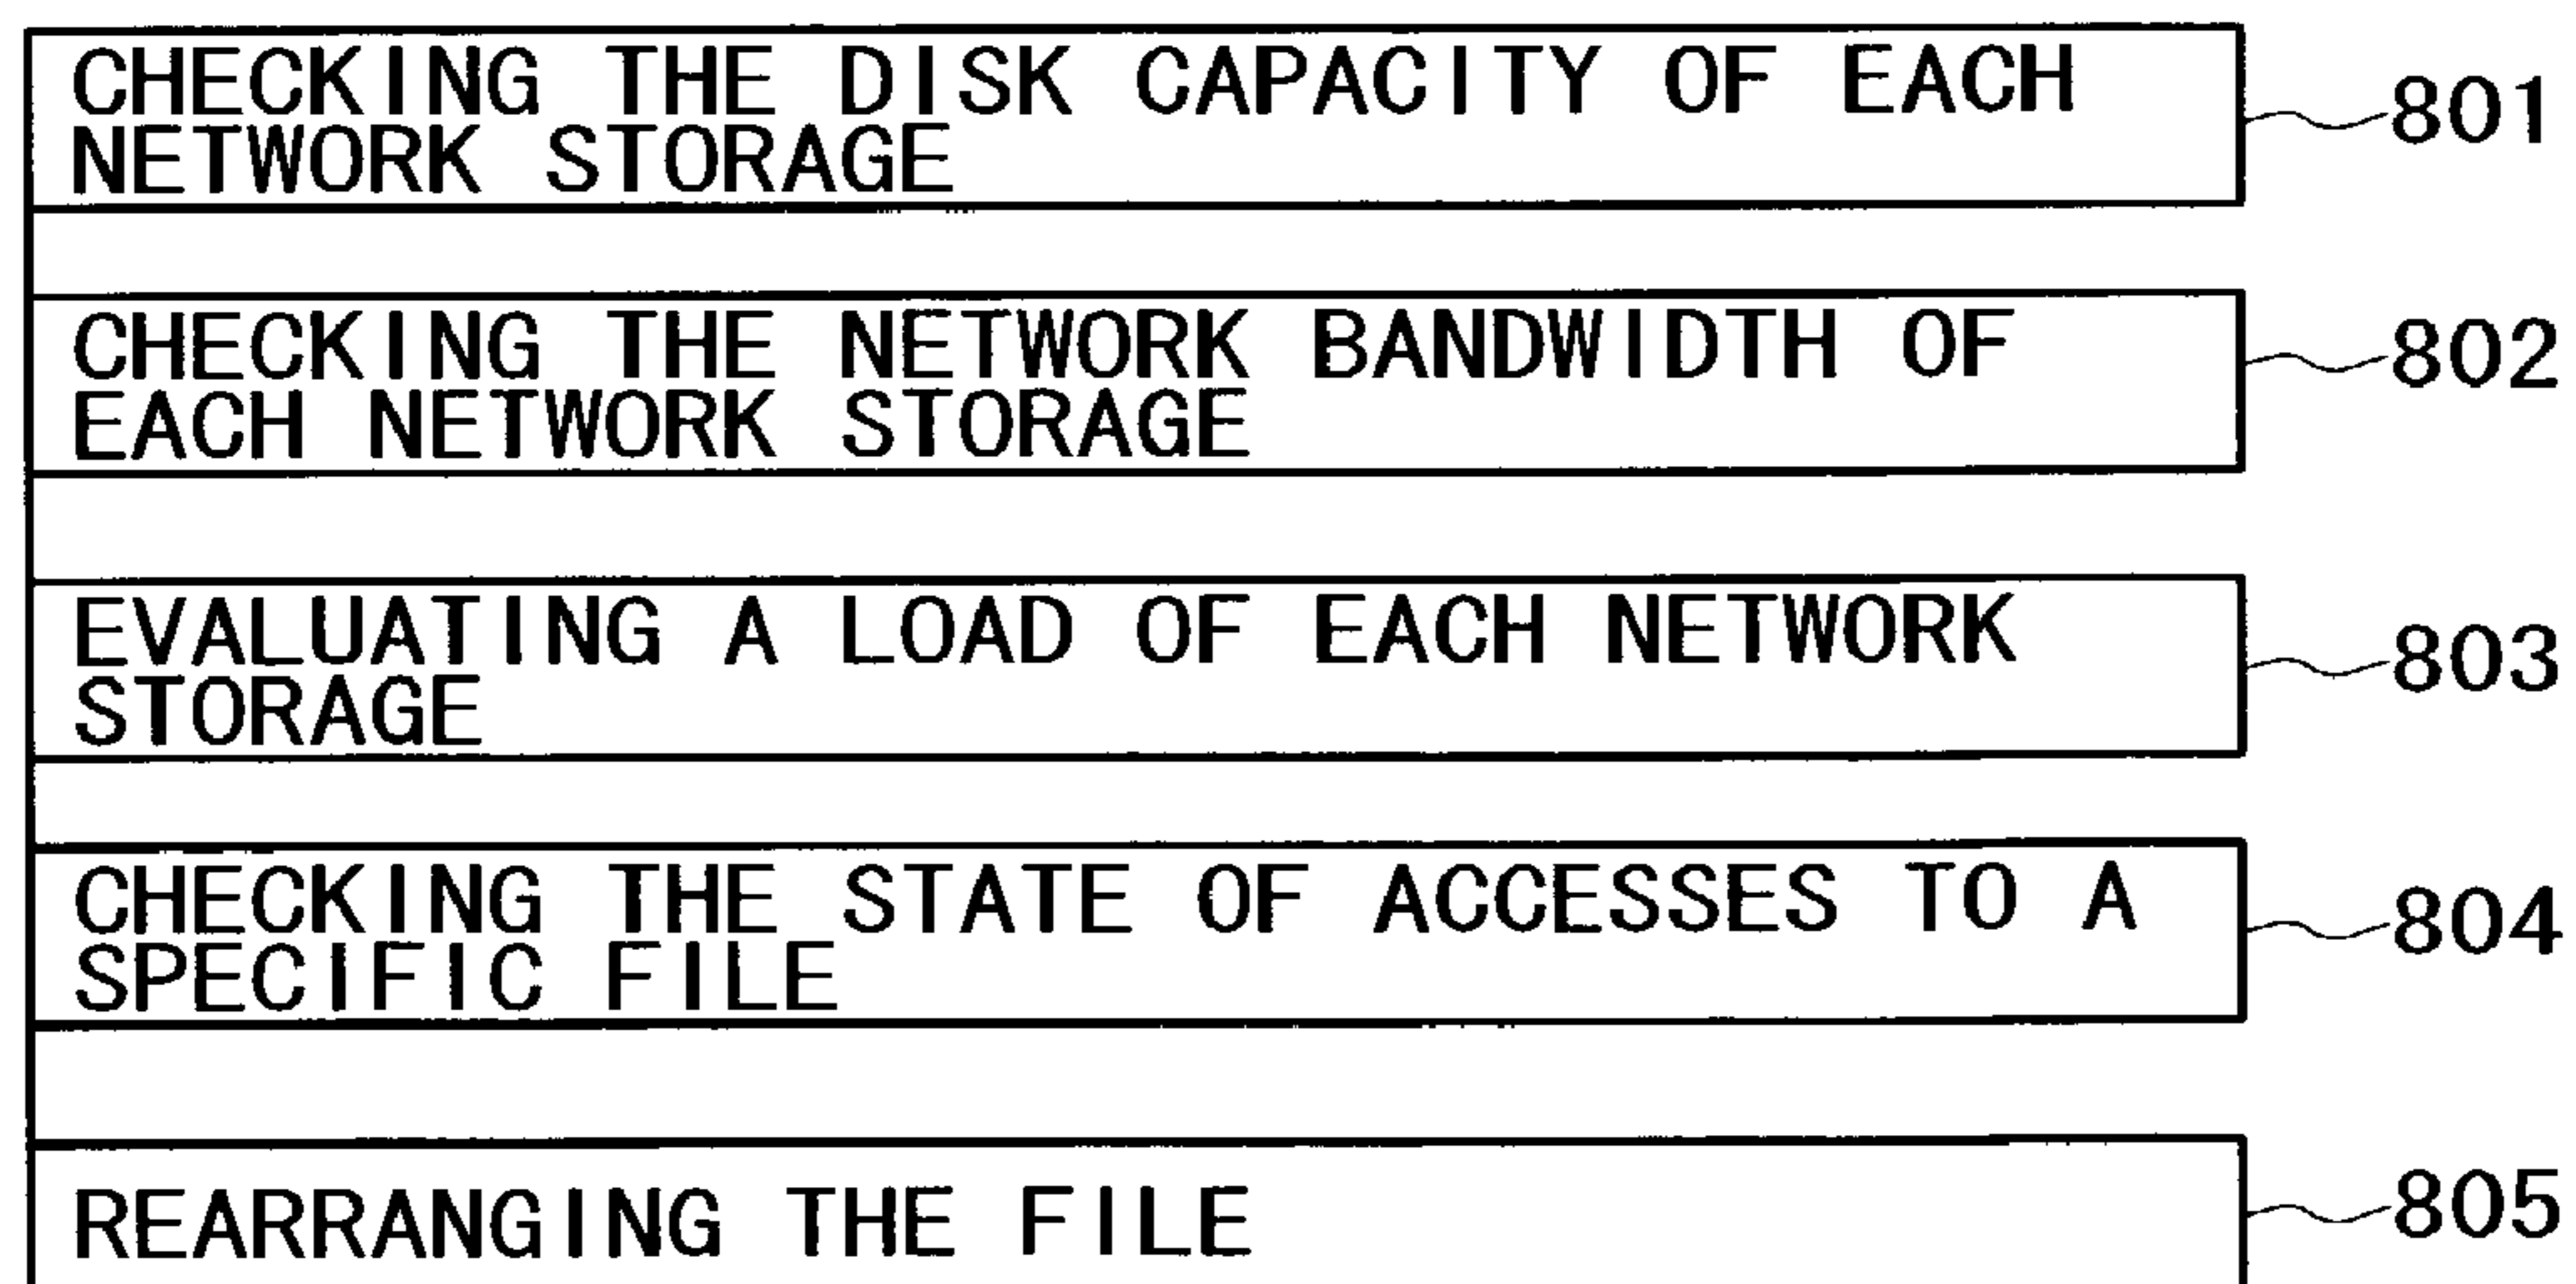 CHECKING THE DISK CAPACITY OF EACH
NETWORK STORAGE
801
CHECKING THE NETWORK BANDWIDTH OF
EACH NETWORK STORAGE
802
EVALUATING A LOAD OF EACH NETWORK
STORAGE
803
CHECKING THE STATE OF ACCESSES TO A
SPECIFIC FILE
804
REARRANGING THE FILE
805